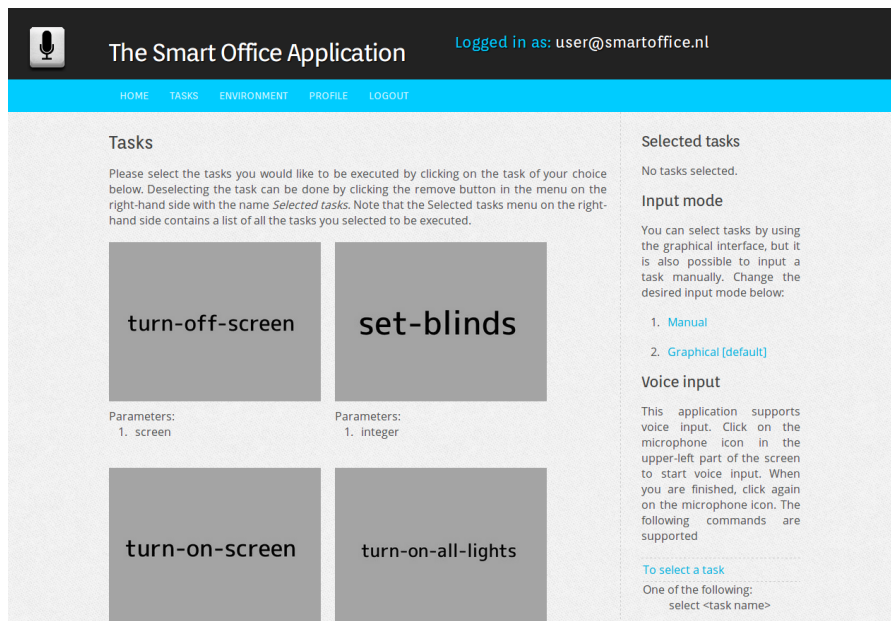 The Smart Office Application
Logged in as: user@smartoffice.nl
HOME TASKS ENVIRONMENT PROFILE LOGOUT
Tasks
Please select the tasks you would like to be executed by clicking on the task of your choice
below. Deselecting the task can be done by clicking the remove button in the menu on the
right-hand side with the name Selected tasks. Note that the Selected tasks menu on the right-
hand side contains a list of all the tasks you selected to be executed.
turn-off-screen
Parameters:
1. screen
set-blinds
Parameters:
1. integer
turn-on-screen
turn-on-all-lights
Selected tasks
No tasks selected.
Input mode
You can select tasks by using
the graphical interface, but it
is also possible to input a
task manually. Change the
desired input mode below:
1. Manual
2. Graphical [default]
Voice input
This application supports
voice input. Click on the
microphone icon in the
upper-left part of the screen
to start voice input. When
you are finished, click again
on the microphone icon. The
following commands are
supported
To select a task
One of the following:
select <task name>